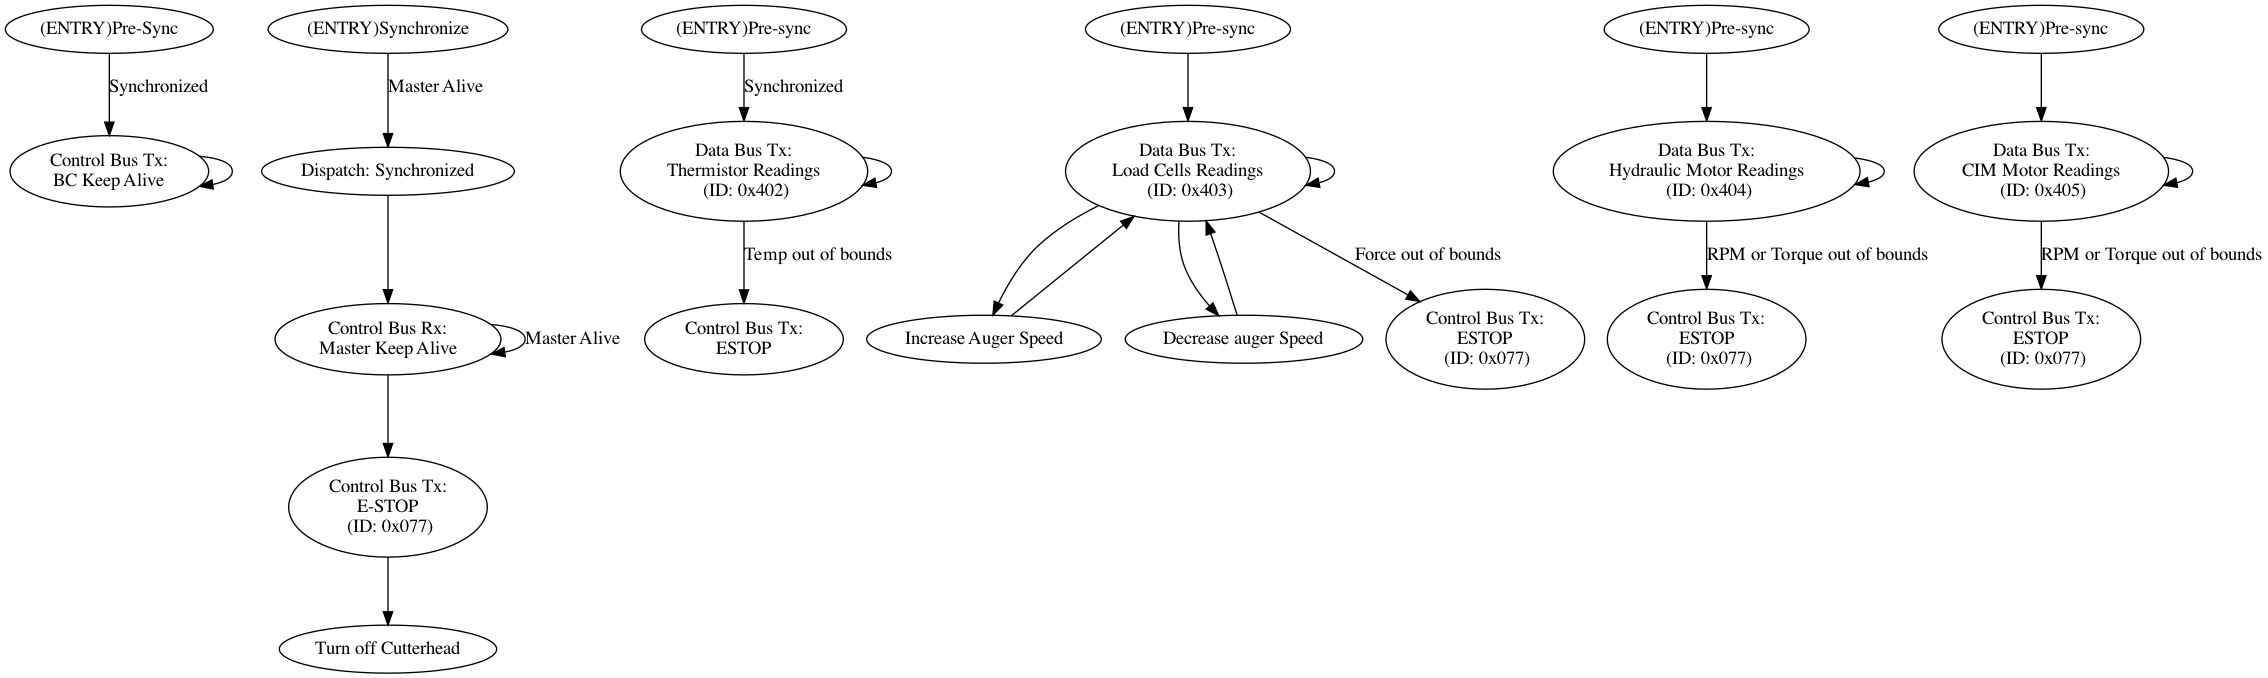 (ENTRY)Pre-Sync
Synchronized
Control Bus Tx:
BC Keep Alive
(ENTRY)Synchronize
Master Alive
Dispatch: Synchronized
Control Bus Rx:
Master Keep Alive
Master Alive
Control Bus Tx:
E-STOP
(ID: 0x077)
Turn off Cutterhead
(ENTRY)Pre-sync
Synchronized
Data Bus Tx:
Thermistor Readings
(ID: 0x402)
Temp out of bounds
Control Bus Tx:
ESTOP
(ENTRY)Pre-sync
Data Bus Tx:
Load Cells Readings
(ID: 0x403)
Force out of bounds
Increase Auger Speed
Decrease auger Speed
Control Bus Tx:
ESTOP
(ID: 0x077)
(ENTRY)Pre-sync
Data Bus Tx:
Hydraulic Motor Readings
(ID: 0x404)
RPM or Torque out of bounds
Control Bus Tx:
ESTOP
(ID: 0x077)
(ENTRY)Pre-sync
Data Bus Tx:
CIM Motor Readings
(ID: 0x405)
RPM or Torque out of bounds
Control Bus Tx:
ESTOP
(ID: 0x077)